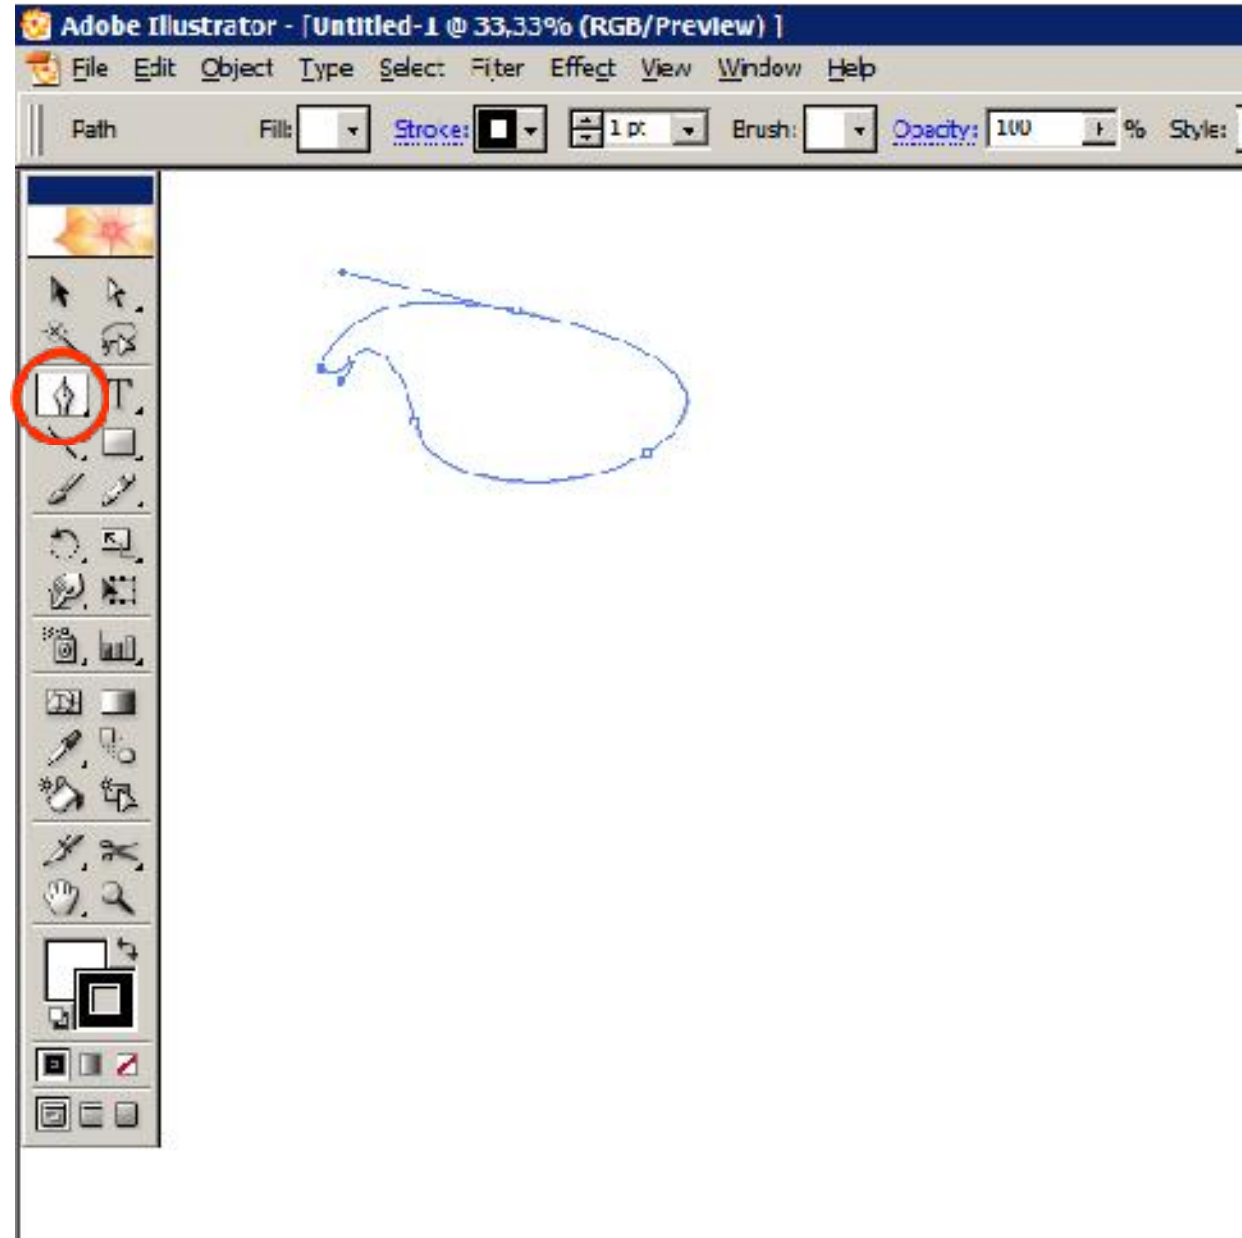 Adobe Illustrator - [Untitled-1 @ 33,33% (RGB/Preview) ]
File Edit Object Type Select Filter Effect View Window Help
Path Fill: Stroke: 1 pt Brush: Opacity: 100 % Style:
T